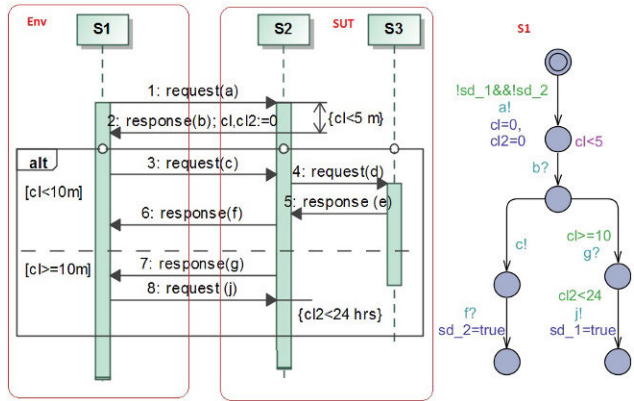 Env
SUT
S1
S1
S2
S3
1: request(a)
2: response(b); cl,cl2:=0
{cl<5 m}
alt
3: request(c)
4: request(d)
[cl<10m]
5: response (e)
6: response(f)
[cl>=10m]
7: response(g)
8: request (j)
{cl2<24 hrs}
!sd_1&&!sd_2
a!
cl=0,
cl2=0
cl<5
b?
c!
cl>=10
g?
f?
sd_2=true
cl2<24
j!
sd_1=true